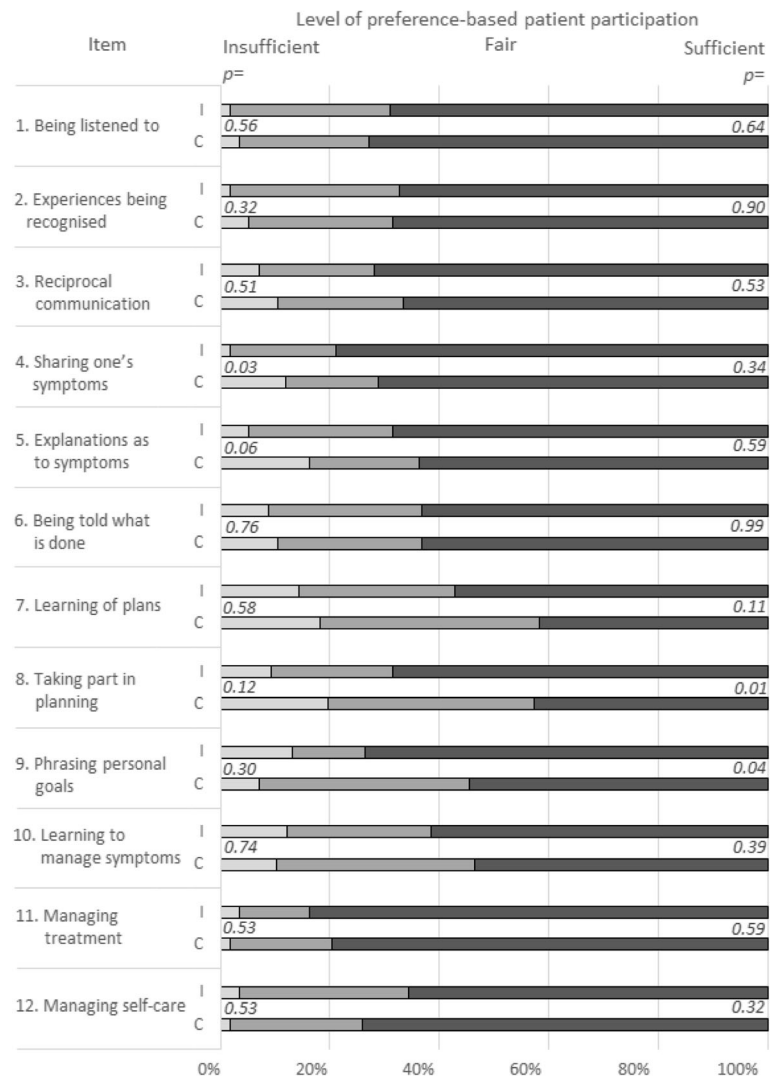 Level of preference-based patient participation
Item
Insufficient Fair Sufficient
p= p=
1. Being listened to
I
0.56 0.64
C
2. Experiences being
recognised
I
0.32 0.90
C
3. Reciprocal
communication
I
0.51 0.53
C
4. Sharing one's
symptoms
I
0.03 0.34
C
5. Explanations as
to symptoms
I
0.06 0.59
C
6. Being told what
is done
I
0.76 0.99
C
7. Learning of plans
I
0.58 0.11
C
8. Taking part in
planning
I
0.12 0.01
C
9. Phrasing personal
goals
I
0.30 0.04
C
10. Learning to
manage symptoms
I
0.74 0.39
C
11. Managing
treatment
I
0.53 0.59
C
12. Managing self-care
I
0.53 0.32
C
0% 20% 40% 60% 80% 100%